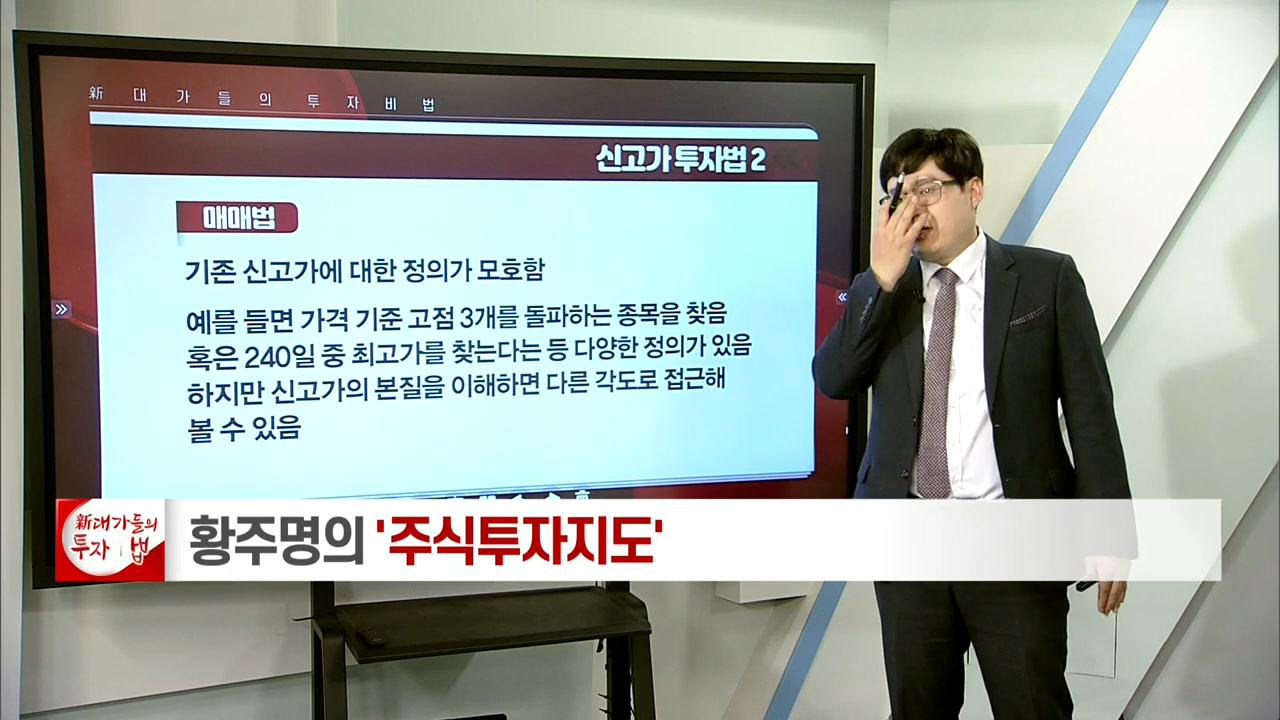 新 대 가 들 의 투 자 비 법
신고가 투자법 2
매매법
기존 신고가에 대한 정의가 모호함
예를 들면 가격 기준 고점 3개를 돌파하는 종목을 찾음
혹은 240일 중 최고가를 찾는다는 등 다양한 정의가 있음
하지만 신고가의 본질을 이해하면 다른 각도로 접근해
볼 수 있음
新대가들의
투자 비법
황주명의 '주식투자지도'